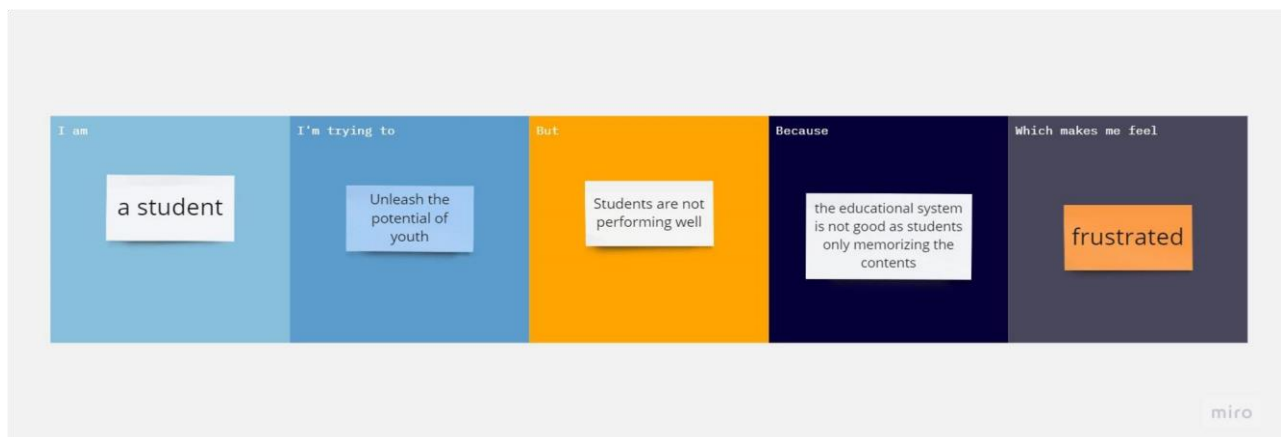 I am
a student
I'm trying to
Unleash the
potential of
youth
But
Students are not
performing well
Because
the educational system
is not good as students
only memorizing the
contents
Which makes me feel
frustrated
miro